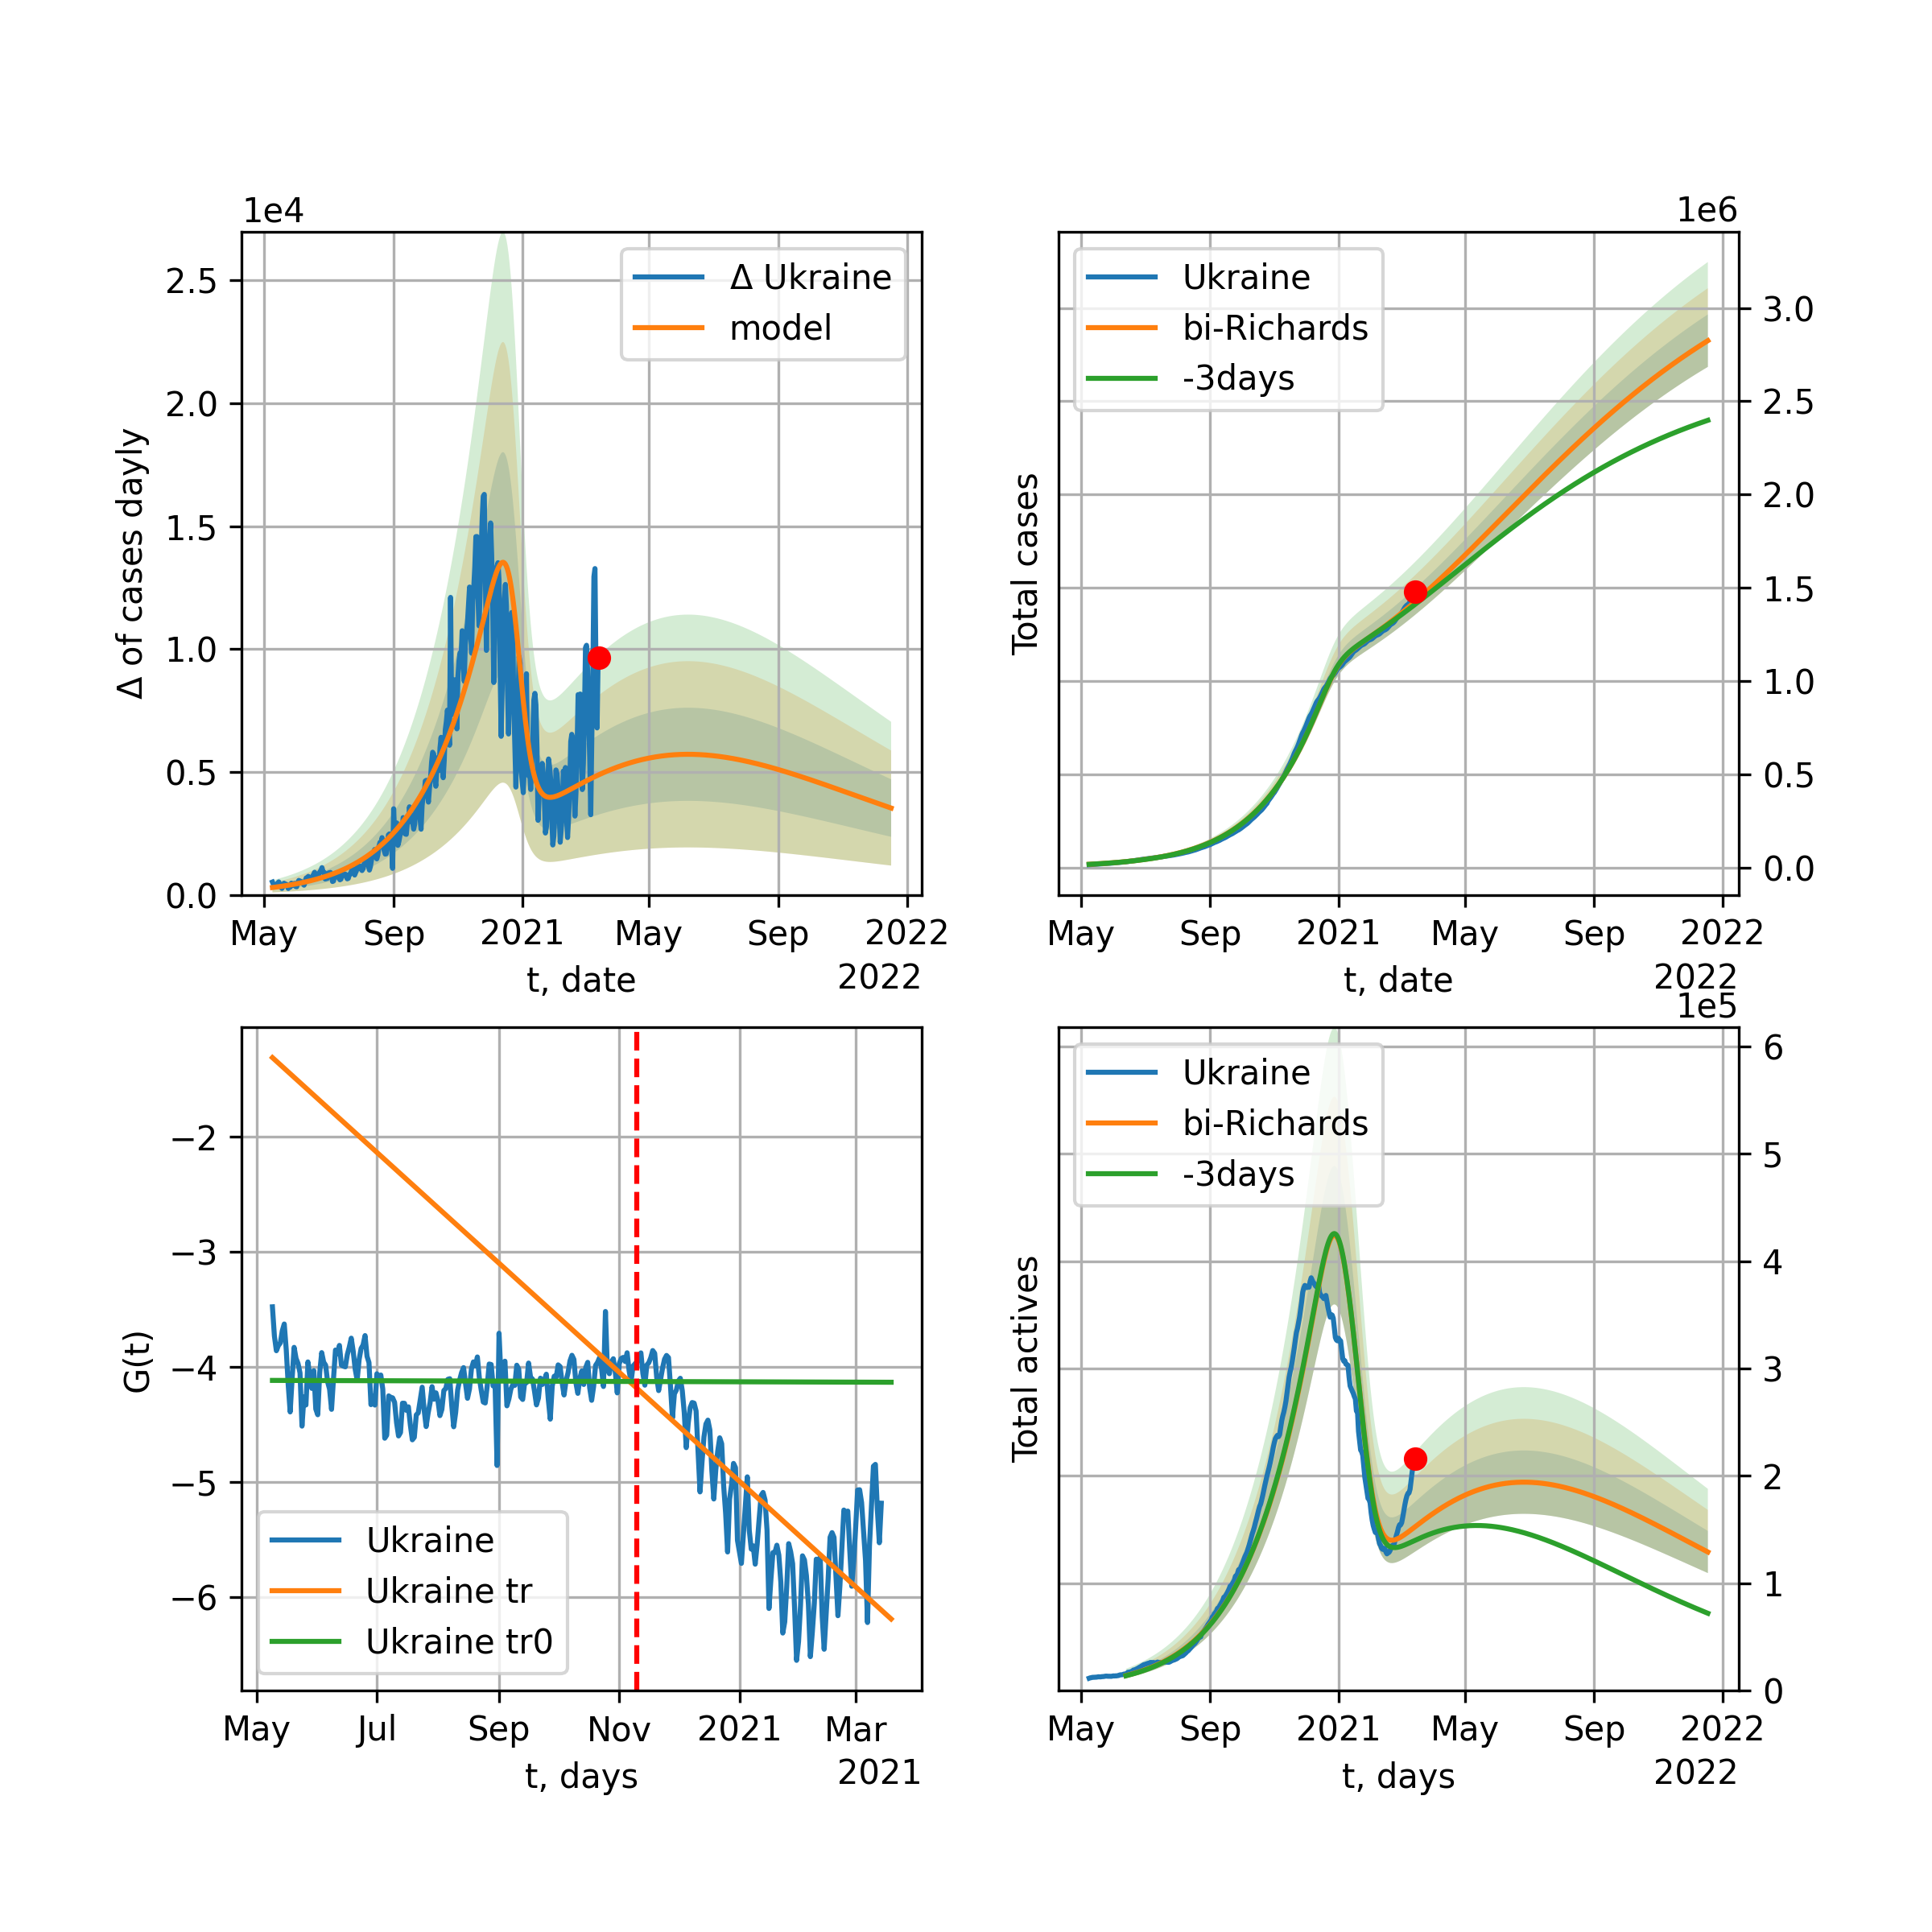 1e4
2.5
2.0
1.5
1.0
0.5
0.0
Δ of cases dayly
Δ Ukraine
model
May Sep 2021 May Sep 2022
t, date
2022
1e6
Ukraine
bi-Richards
-3days
Total cases
3.0
2.5
2.0
1.5
1.0
0.5
0.0
May Sep 2021 May Sep 2022
t, date
2022
−2
−3
−4
−5
−6
G(t)
Ukraine
Ukraine tr
Ukraine tr0
May Jul Sep Nov 2021 Mar
t, days
2021
1e5
Ukraine
bi-Richards
-3days
Total actives
6
5
4
3
2
1
0
May Sep 2021 May Sep 2022
t, days
2022